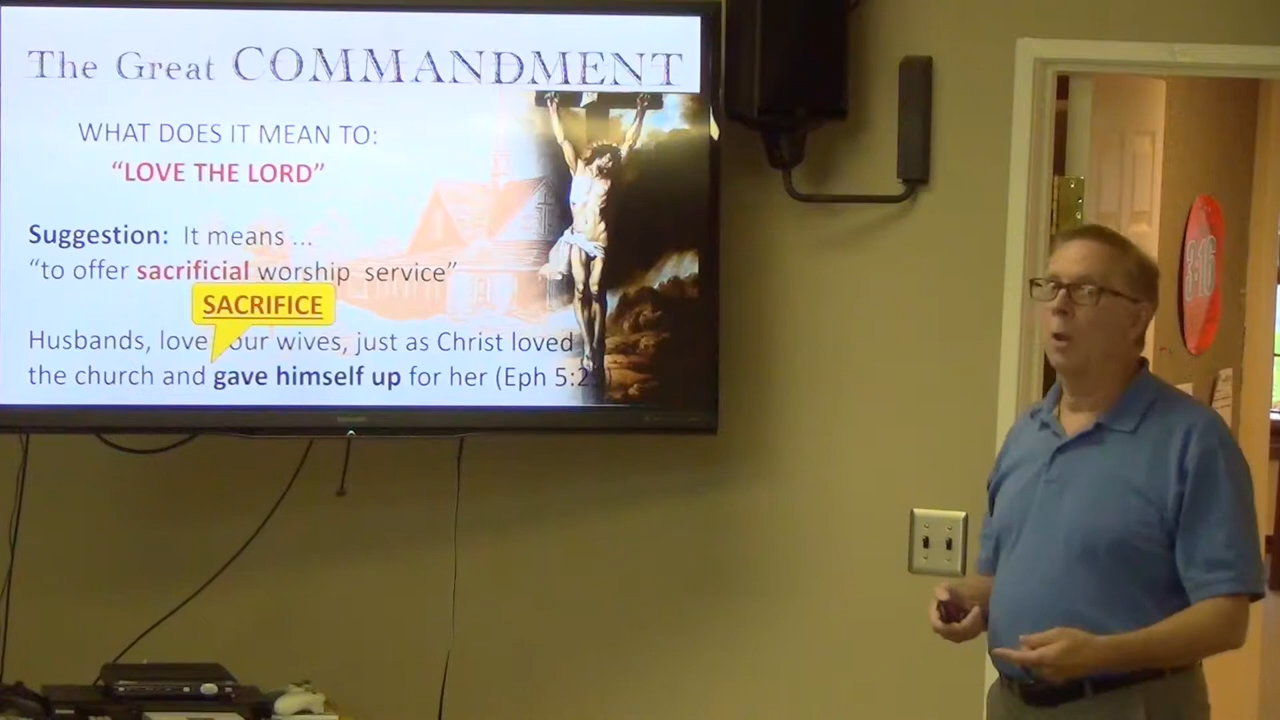 The Great COMMANDMENT
WHAT DOES IT MEAN TO:
“LOVE THE LORD”
Suggestion: It means ...
“to offer sacrificial worship service”
SACRIFICE
Husbands, love our wives, just as Christ loved
the church and gave himself up for her (Eph 5:2
3:16